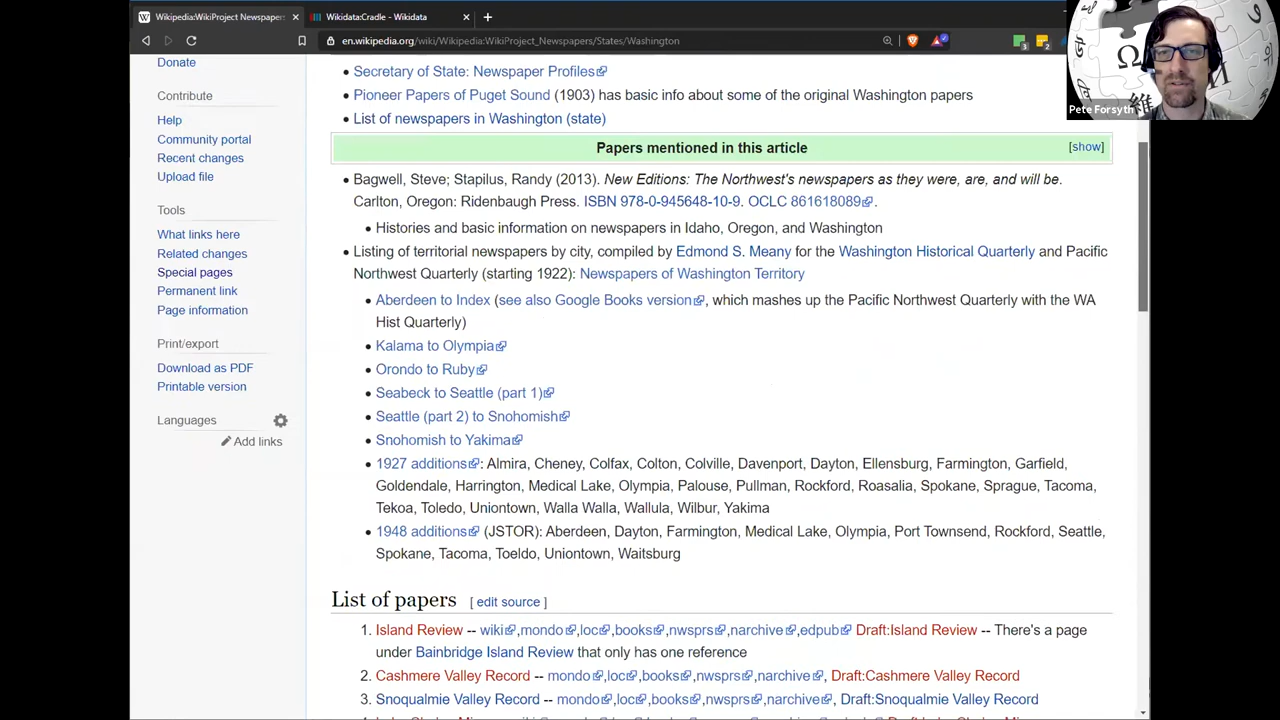 Wikipedia:WikiProject Newspapers
Wikidata:Cradle - Wikidata
en.wikipedia.org/wiki/Wikipedia:WikiProject_Newspapers/States/Washington
Pete Forsyth
Donate
Contribute
Help
Community portal
Recent changes
Upload file
Tools
What links here
Related changes
Special pages
Permanent link
Page information
Print/export
Download as PDF
Printable version
Languages
Add links
Secretary of State: Newspaper Profiles
Pioneer Papers of Puget Sound (1903) has basic info about some of the original Washington papers
List of newspapers in Washington (state)
Papers mentioned in this article [show]
Bagwell, Steve; Stapilus, Randy (2013). New Editions: The Northwest's newspapers as they were, are, and will be.
Carlton, Oregon: Ridenbaugh Press. ISBN 978-0-945648-10-9. OCLC 861618089.
Histories and basic information on newspapers in Idaho, Oregon, and Washington
Listing of territorial newspapers by city, compiled by Edmond S. Meany for the Washington Historical Quarterly and Pacific
Northwest Quarterly (starting 1922): Newspapers of Washington Territory
Aberdeen to Index (see also Google Books version, which mashes up the Pacific Northwest Quarterly with the WA
Hist Quarterly)
Kalama to Olympia
Orondo to Ruby
Seabeck to Seattle (part 1)
Seattle (part 2) to Snohomish
Snohomish to Yakima
1927 additions: Almira, Cheney, Colfax, Colton, Colville, Davenport, Dayton, Ellensburg, Farmington, Garfield,
Goldendale, Harrington, Medical Lake, Olympia, Palouse, Pullman, Rockford, Roasalia, Spokane, Sprague, Tacoma,
Tekoa, Toledo, Uniontown, Walla Walla, Wallula, Wilbur, Yakima
1948 additions (JSTOR): Aberdeen, Dayton, Farmington, Medical Lake, Olympia, Port Townsend, Rockford, Seattle,
Spokane, Tacoma, Toeldo, Uniontown, Waitsburg
List of papers [ edit source ]
1. Island Review -- wiki,mondo,loc,books,nwsprs,narchive,edpub Draft:Island Review -- There's a page
under Bainbridge Island Review that only has one reference
2. Cashmere Valley Record -- mondo,loc,books,nwsprs,narchive, Draft:Cashmere Valley Record
3. Snoqualmie Valley Record -- mondo,loc,books,nwsprs,narchive, Draft:Snoqualmie Valley Record